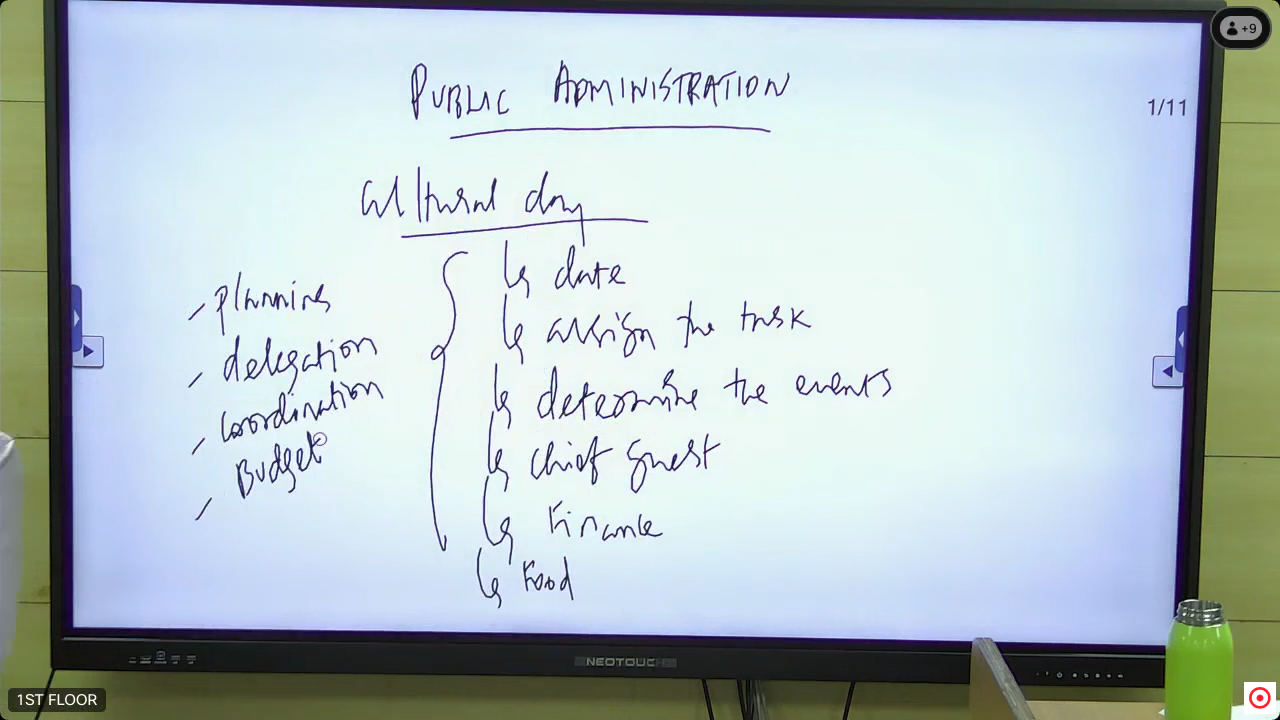 +9
PUBLIC ADMINISTRATION
1/11
Cultural day
date
assign the task
determine the events
chief guest
Finance
Food
planning
delegation
coordination
Budget
NEOTOUCH
1ST FLOOR